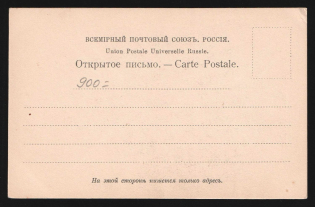 ВСЕМІРНЫЙ ПОЧТОВЫЙ СОЮЗЪ. РОССІЯ.
Union Postale Universelle Russie.
Открытое письмо. — Carte Postale.
900=
На этой сторонѣ пишется только адресъ.